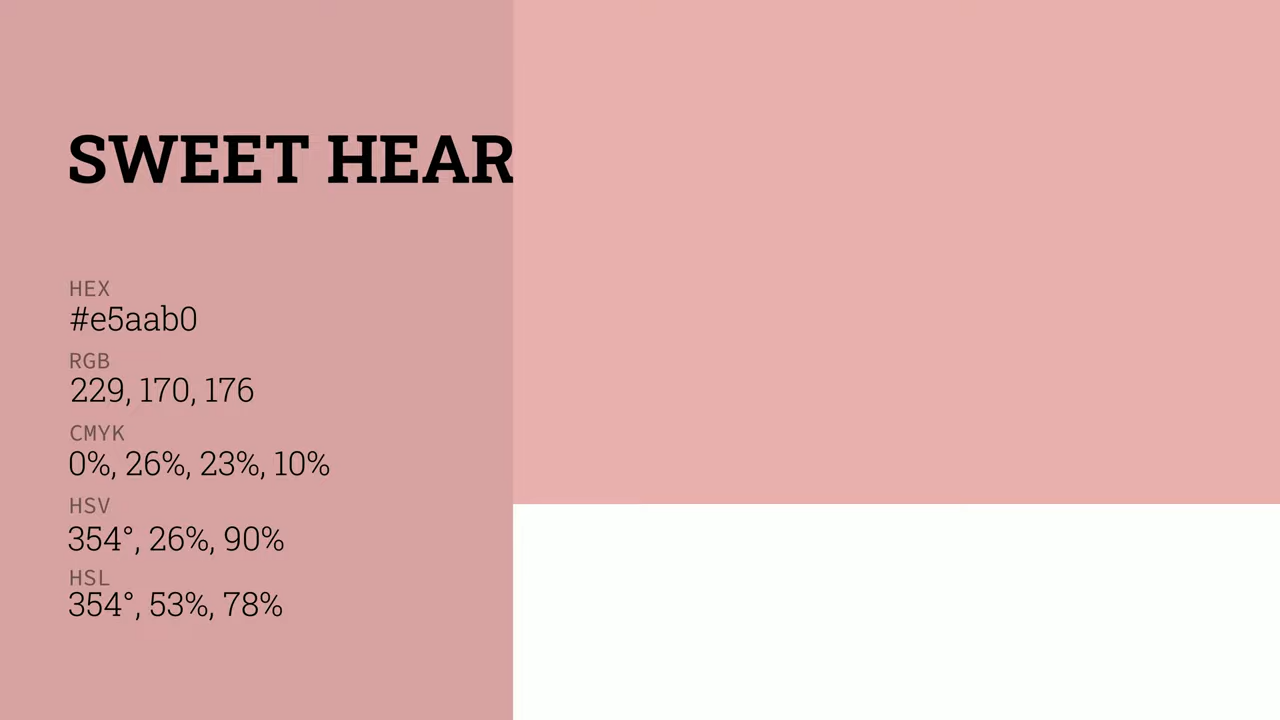 SWEET HEAR
HEX
#e5aab0
RGB
229, 170, 176
CMYK
0%, 26%, 23%, 10%
HSV
354°, 26%, 90%
HSL
354°, 53%, 78%